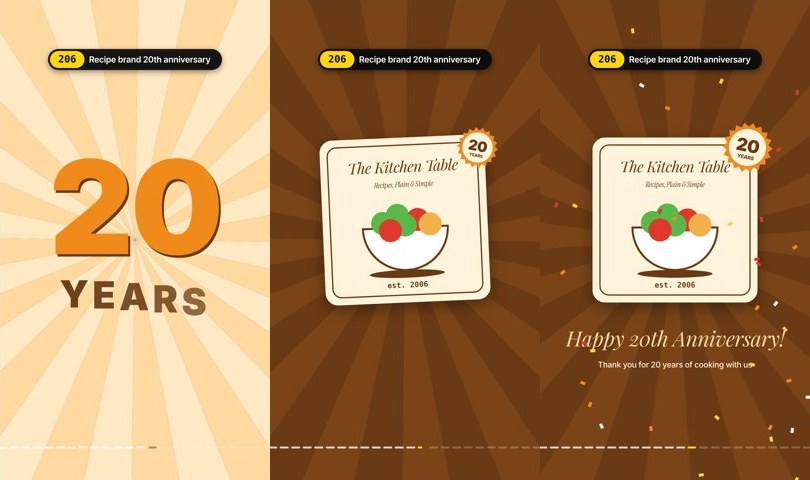 206 Recipe brand 20th anniversary
20
YEARS
206 Recipe brand 20th anniversary
20
YEARS
The Kitchen Table
Recipes, Plain & Simple
est. 2006
206 Recipe brand 20th anniversary
20
YEARS
The Kitchen Table
Recipes, Plain & Simple
est. 2006
Happy 20th Anniversary!
Thank you for 20 years of cooking with us